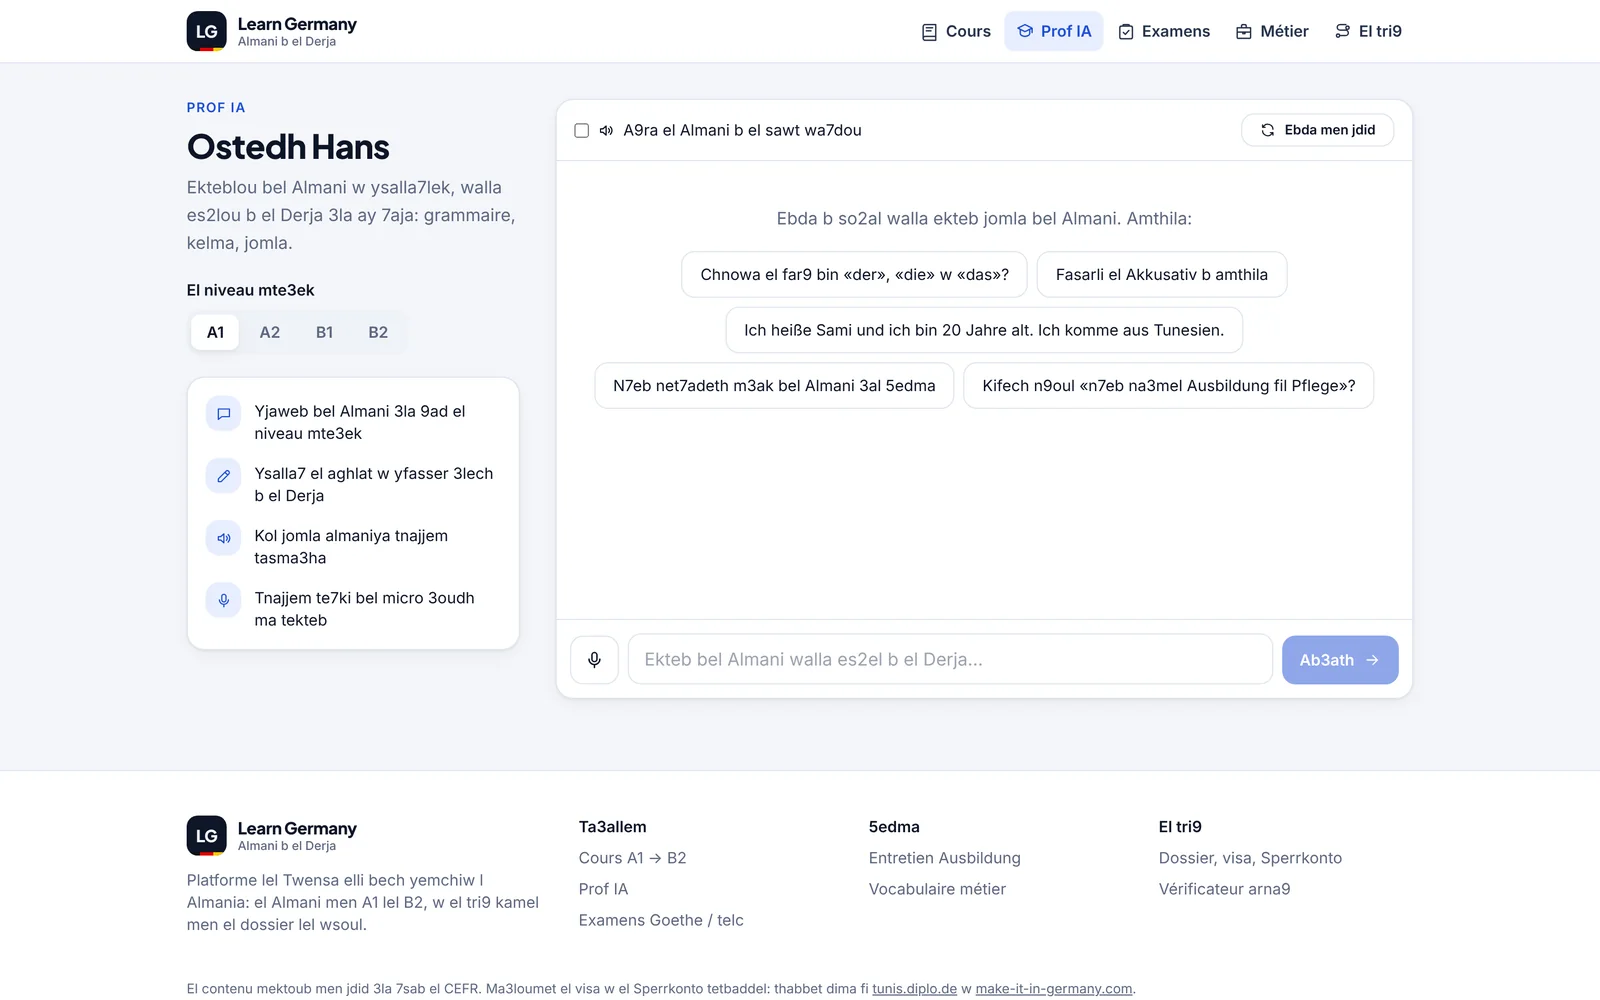 LG
Learn Germany
Almani b el Derja
Cours
Prof IA
Examens
Métier
El tri9
PROF IA
Ostedh Hans
Ekteblou bel Almani w ysalla7lek, walla
es2lou b el Derja 3la ay 7aja: grammaire,
kelma, jomla.
El niveau mte3ek
A1
A2
B1
B2
Yjaweb bel Almani 3la 9ad el
niveau mte3ek
Ysalla7 el aghlat w yfasser 3lech
b el Derja
Kol jomla almaniya tnajjem
tasma3ha
Tnajjem te7ki bel micro 3oudh
ma tekteb
A9ra el Almani b el sawt wa7dou
Ebda men jdid
Ebda b so2al walla ekteb jomla bel Almani. Amthila:
Chnowa el far9 bin «der», «die» w «das»?
Fasarli el Akkusativ b amthila
Ich heiße Sami und ich bin 20 Jahre alt. Ich komme aus Tunesien.
N7eb net7adeth m3ak bel Almani 3al 5edma
Kifech n9oul «n7eb na3mel Ausbildung fil Pflege»?
Ekteb bel Almani walla es2el b el Derja...
Ab3ath →
LG
Learn Germany
Almani b el Derja
Platforme lel Twensa elli bech yemchiw l
Almania: el Almani men A1 lel B2, w el tri9 kamel
men el dossier lel wsoul.
Ta3allem
Cours A1 → B2
Prof IA
Examens Goethe / telc
5edma
Entretien Ausbildung
Vocabulaire métier
El tri9
Dossier, visa, Sperrkonto
Vérificateur arna9
El contenu mektoub men jdid 3la 7sab el CEFR. Ma3loumet el visa w el Sperrkonto tetbaddel: thabbet dima fi tunis.diplo.de w make-it-in-germany.com.